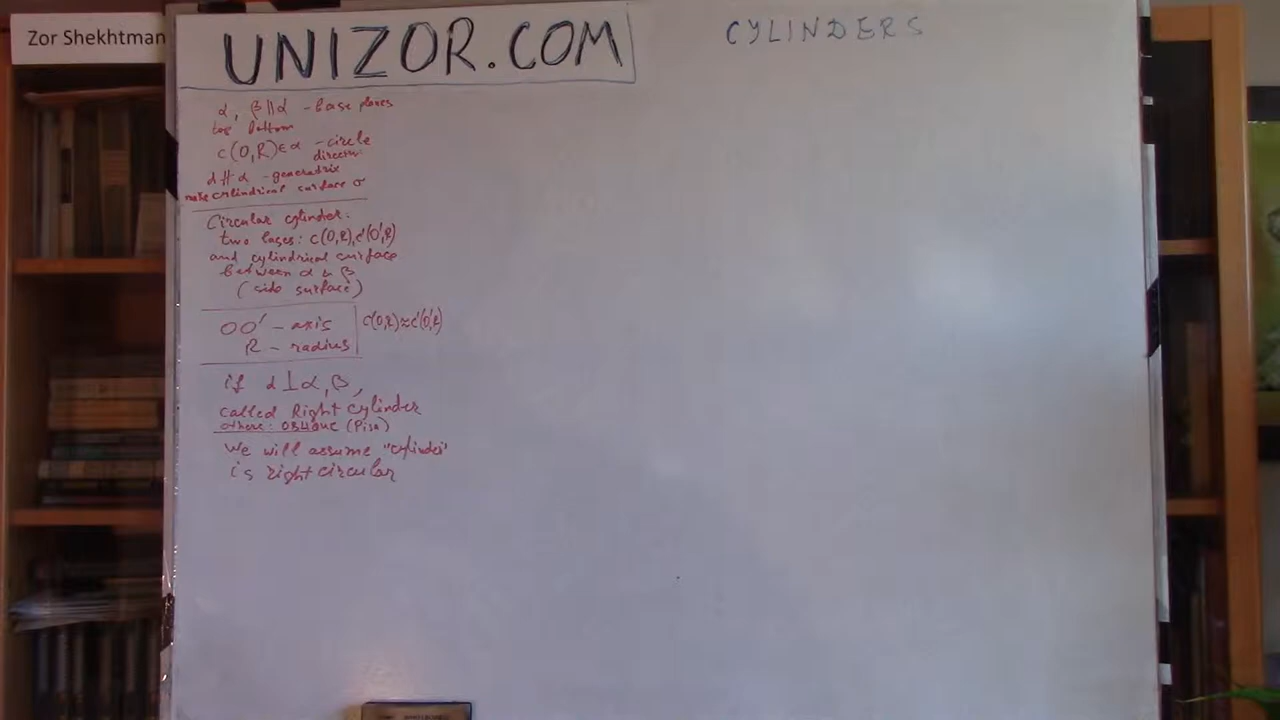 Zor Shekhtman
UNIZOR.COM
CYLINDERS
α, β∥α - base planes
top bottom
c(O,R)∈α - circle
d∦α - generadrix
make cylindrical surface σ
Circular cylinder:
two bases: c(O,R), c'(O',R)
and cylindrical surface
between α & β
(side surface)
OO' - axis
c(O,R)≈c'(O',R)
R - radius
if d⊥α,β,
called Right cylinder
others: OBLIQUE (Pisa)
We will assume "cylinder"
is right circular